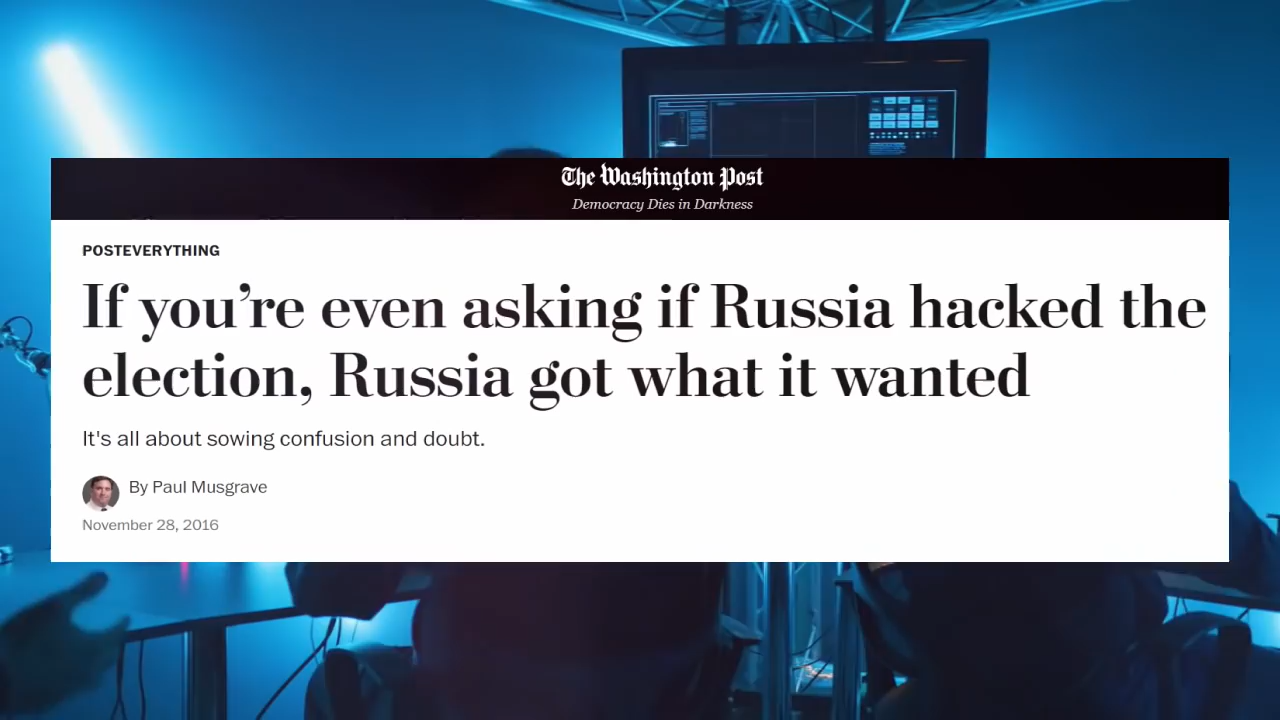 The Washington Post
Democracy Dies in Darkness
POSTEVERYTHING
If you’re even asking if Russia hacked the
election, Russia got what it wanted
It's all about sowing confusion and doubt.
By Paul Musgrave
November 28, 2016